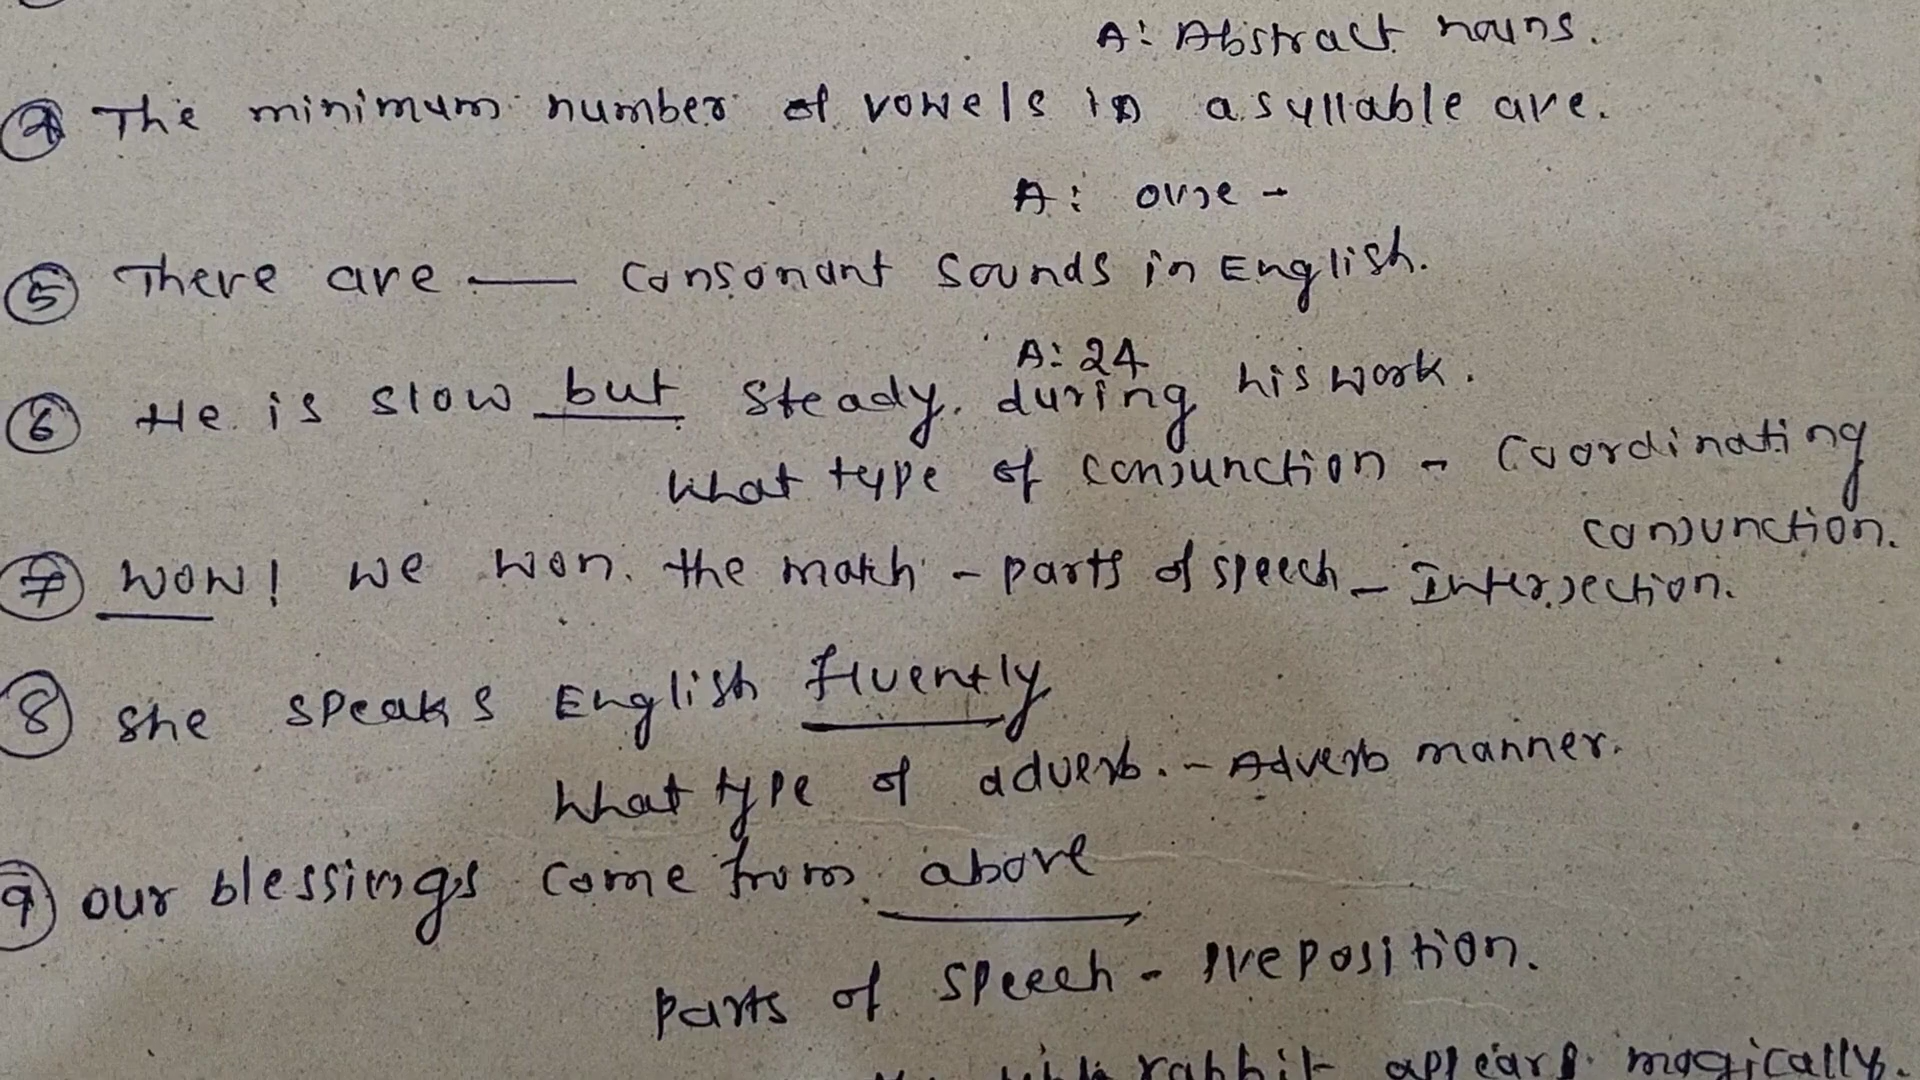 A: Abstract nouns.
④ The minimum number of vowels in a syllable are.
A: one -
⑤ There are —— consonant sounds in English.
A: 24
⑥ He is slow but steady. during his work.
What type of conjunction - Coordinating
conjunction.
⑦ WOW! We won. the match - parts of speech - Interjection.
⑧ She speaks English fluently
What type of adverb. - Adverb manner.
⑨ our blessings come from above
parts of speech - preposition.
rabbit appears magically.